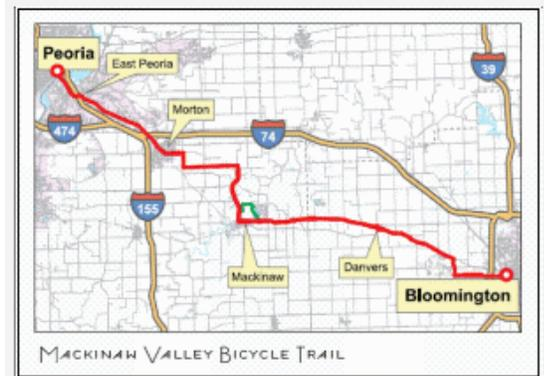 Peoria
East Peoria
39
Morton
474
74
155
Mackinaw
Danvers
Bloomington
Mackinaw Valley Bicycle Trail